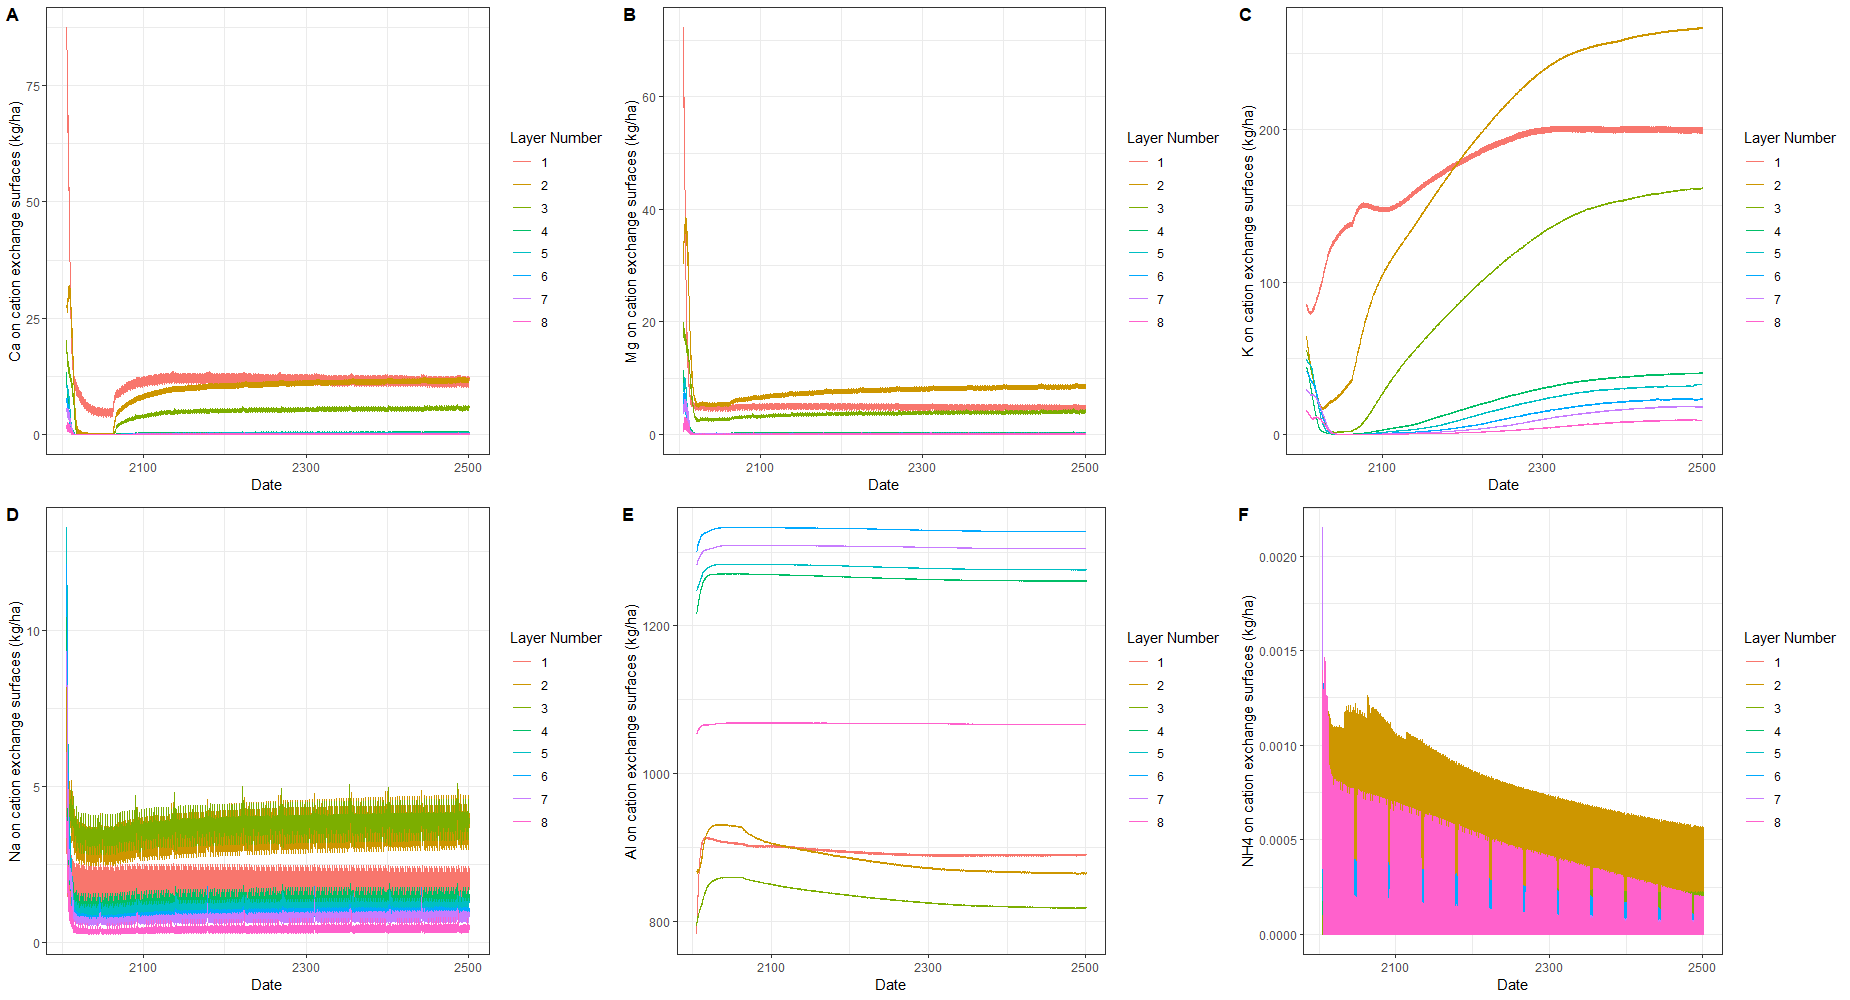 A
Ca on cation exchange surfaces (kg/ha)
75
50
25
0
2100 2300 2500
Date
Layer Number
1
2
3
4
5
6
7
8
B
Mg on cation exchange surfaces (kg/ha)
60
40
20
0
2100 2300 2500
Date
Layer Number
1
2
3
4
5
6
7
8
C
K on cation exchange surfaces (kg/ha)
200
100
0
2100 2300 2500
Date
Layer Number
1
2
3
4
5
6
7
8
D
Na on cation exchange surfaces (kg/ha)
10
5
0
2100 2300 2500
Date
Layer Number
1
2
3
4
5
6
7
8
E
Al on cation exchange surfaces (kg/ha)
1200
1000
800
2100 2300 2500
Date
Layer Number
1
2
3
4
5
6
7
8
F
NH4 on cation exchange surfaces (kg/ha)
0.0020
0.0015
0.0010
0.0005
0.0000
2100 2300 2500
Date
Layer Number
1
2
3
4
5
6
7
8